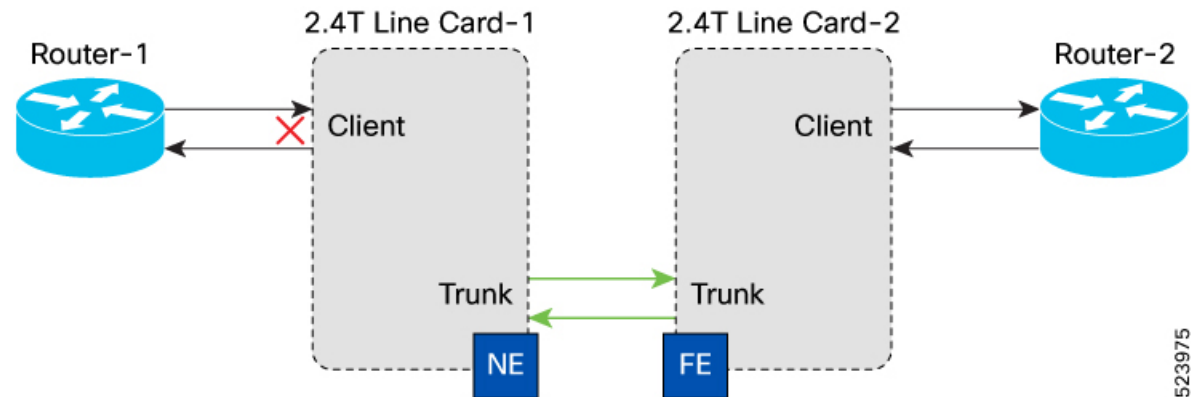 2.4T Line Card-1
2.4T Line Card-2
Router-1
Router-2
Client
Client
Trunk
Trunk
NE
FE
523975